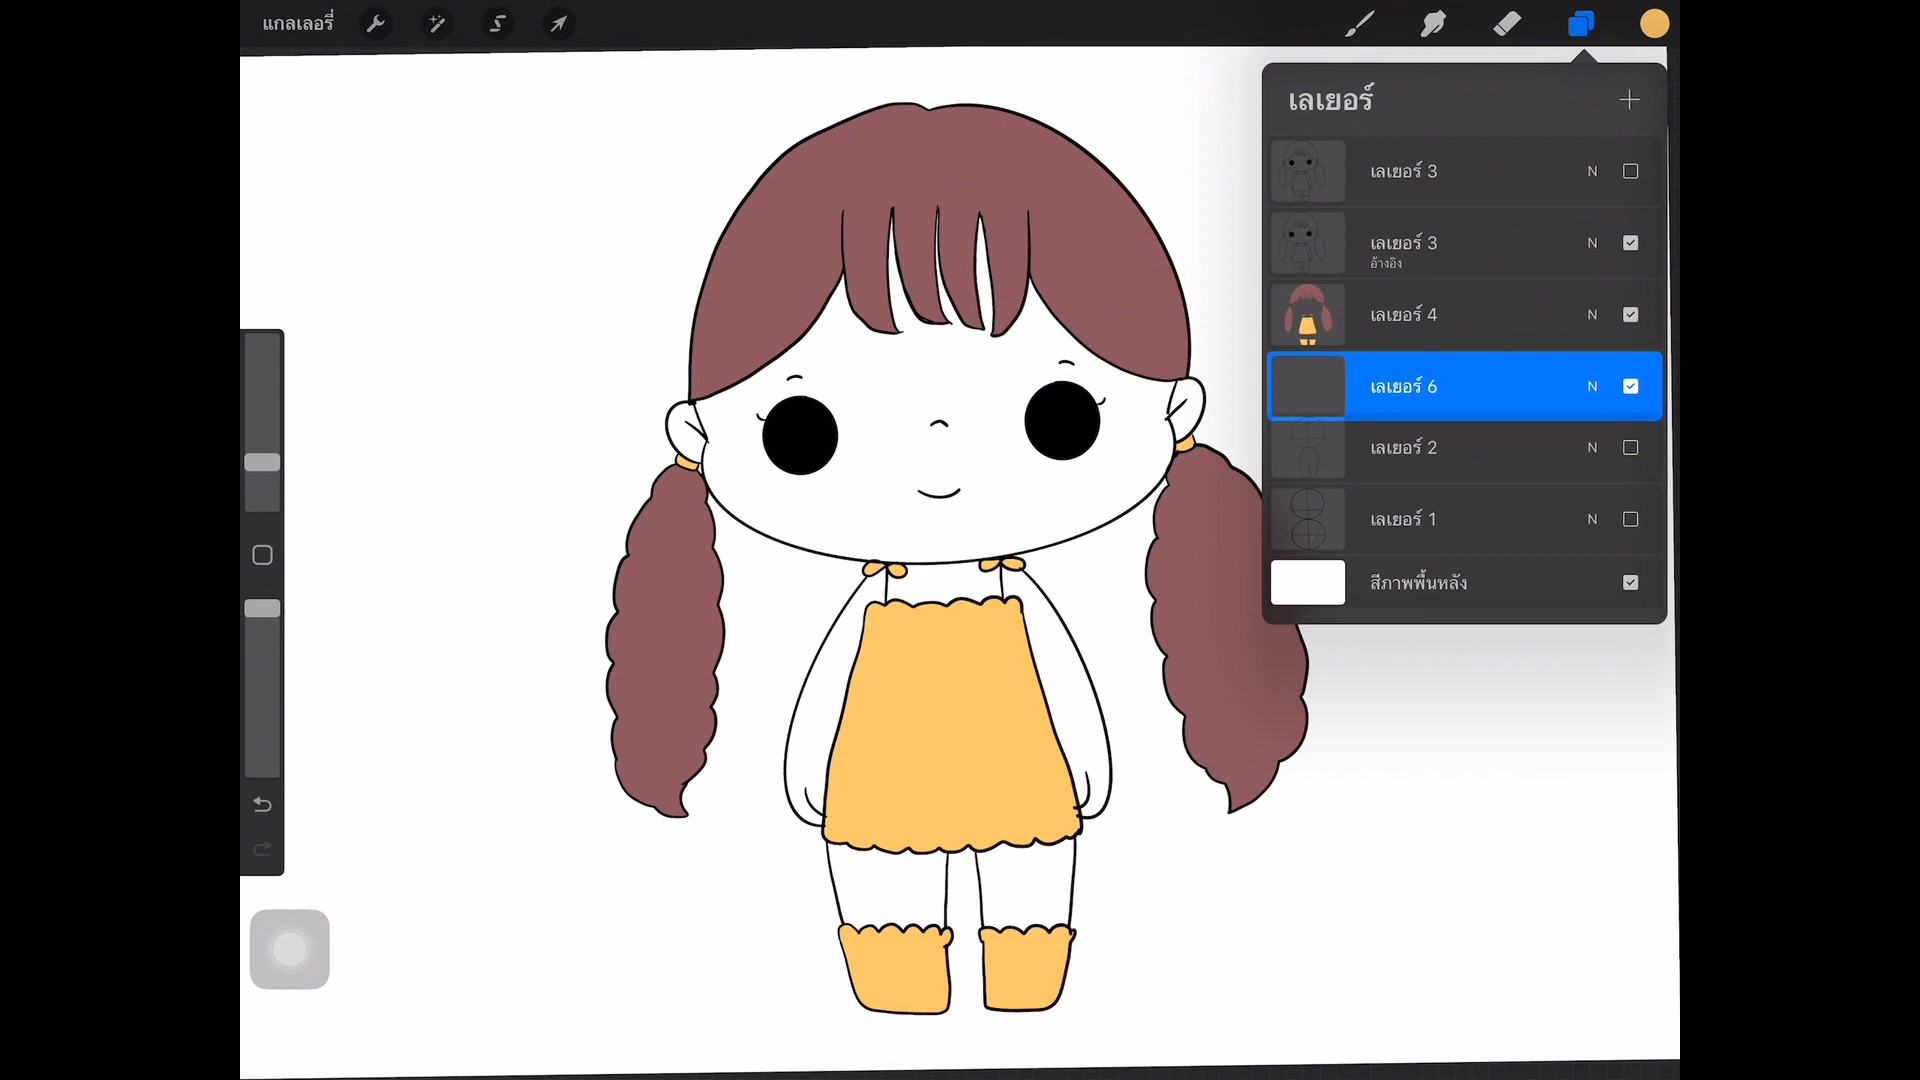 แกลเลอรี่
เลเยอร์
เลเยอร์ 3 N
เลเยอร์ 3 N
อ้างอิง
เลเยอร์ 4 N
เลเยอร์ 6 N
เลเยอร์ 2 N
เลเยอร์ 1 N
สีภาพพื้นหลัง